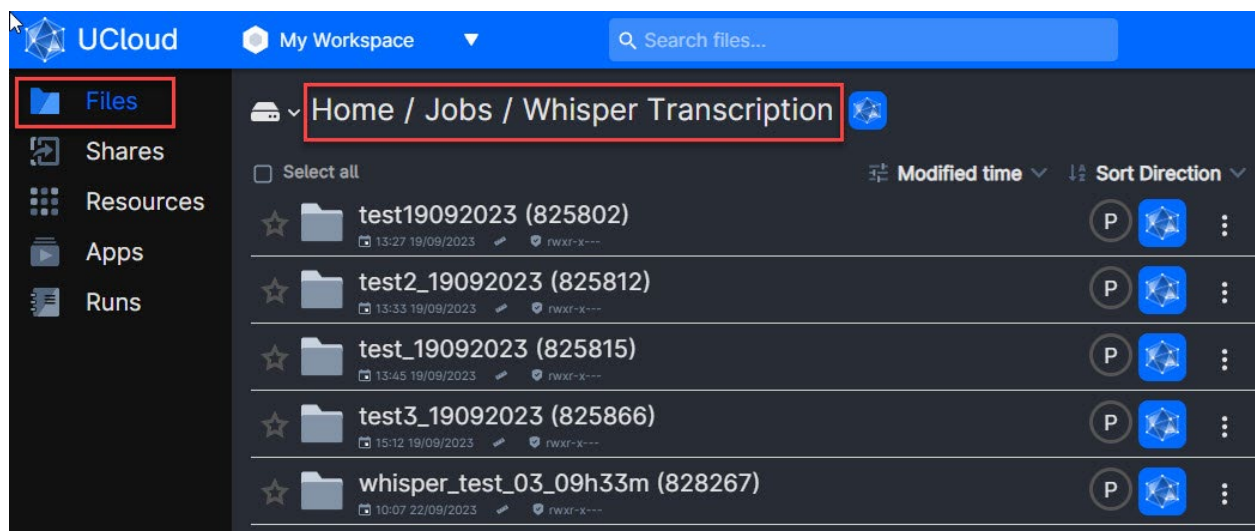 UCloud My Workspace Search files...
Files
Home / Jobs / Whisper Transcription
Shares
Select all Modified time Sort Direction
Resources
test19092023 (825802) P
13:27 19/09/2023 rwxr-x---
Apps
test2_19092023 (825812) P
13:33 19/09/2023 rwxr-x---
Runs
test_19092023 (825815) P
13:45 19/09/2023 rwxr-x---
test3_19092023 (825866) P
15:12 19/09/2023 rwxr-x---
whisper_test_03_09h33m (828267) P
10:07 22/09/2023 rwxr-x---